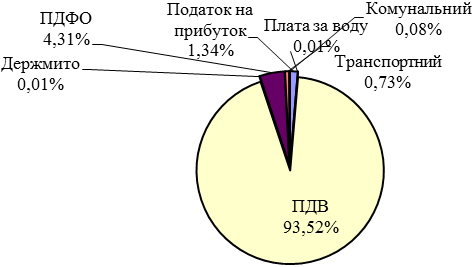 ПДФО
4,31%
Податок на
прибуток
1,34%
Плата за воду
0,01%
Комунальний
0,08%
Держмито
0,01%
Транспортний
0,73%
ПДВ
93,52%